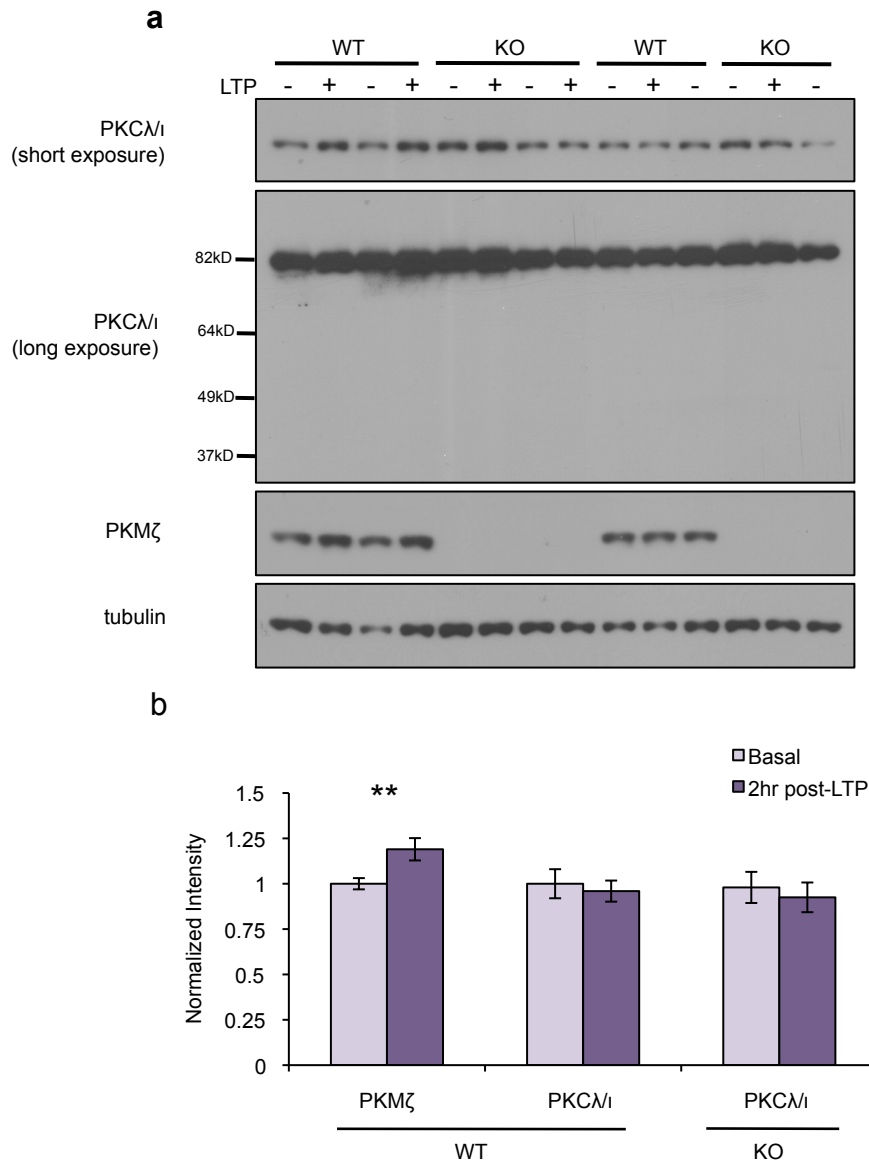 a
WT KO WT KO
LTP - + - + - + - + - + - - + -
PKCλ/ι
(short exposure)
82kD
64kD
49kD
37kD
PKCλ/ι
(long exposure)
PKMζ
tubulin
b
Basal
2hr post-LTP
**
Normalized Intensity
1.5
1.25
1
0.75
0.5
0.25
0
PKMζ PKCλ/ι PKCλ/ι
WT KO